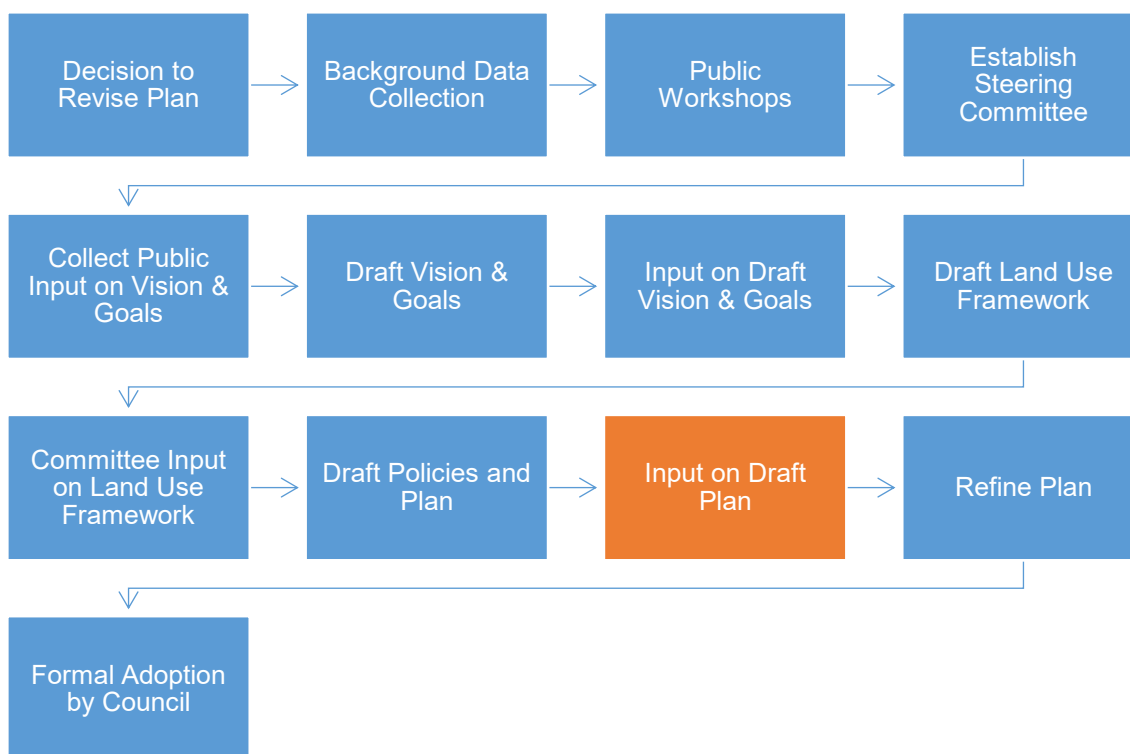 Decision to
Revise Plan
Background Data
Collection
Public
Workshops
Establish
Steering
Committee
Collect Public
Input on Vision &
Goals
Draft Vision &
Goals
Input on Draft
Vision & Goals
Draft Land Use
Framework
Committee Input
on Land Use
Framework
Draft Policies and
Plan
Input on Draft
Plan
Refine Plan
Formal Adoption
by Council